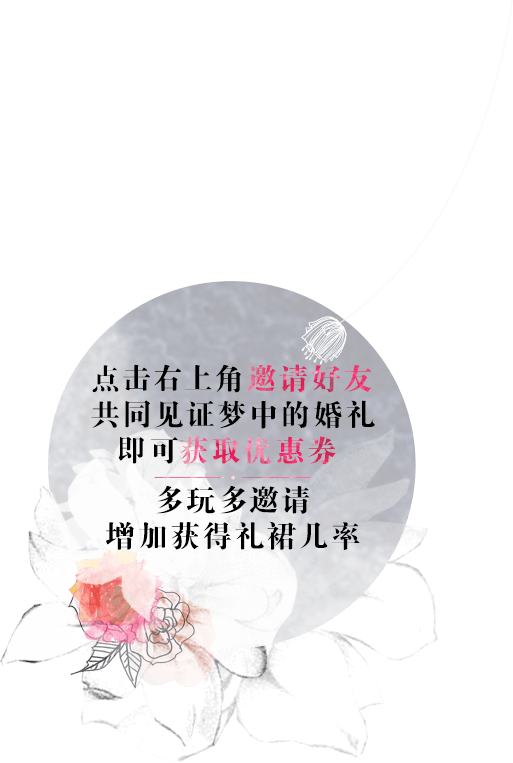 点击右上角邀请好友
共同见证梦中的婚礼
即可获取优惠券
多玩多邀请
增加获得礼裙几率